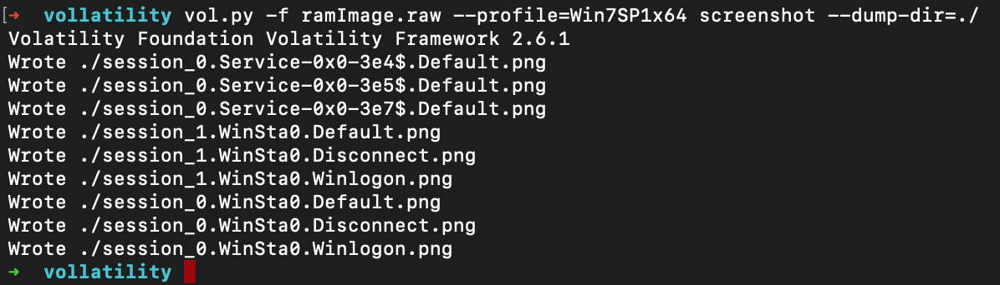 [➜ vollatility vol.py -f ramImage.raw --profile=Win7SP1x64 screenshot --dump-dir=./
Volatility Foundation Volatility Framework 2.6.1
Wrote ./session_0.Service-0x0-3e4$.Default.png
Wrote ./session_0.Service-0x0-3e5$.Default.png
Wrote ./session_0.Service-0x0-3e7$.Default.png
Wrote ./session_1.WinSta0.Default.png
Wrote ./session_1.WinSta0.Disconnect.png
Wrote ./session_1.WinSta0.Winlogon.png
Wrote ./session_0.WinSta0.Default.png
Wrote ./session_0.WinSta0.Disconnect.png
Wrote ./session_0.WinSta0.Winlogon.png
➜ vollatility